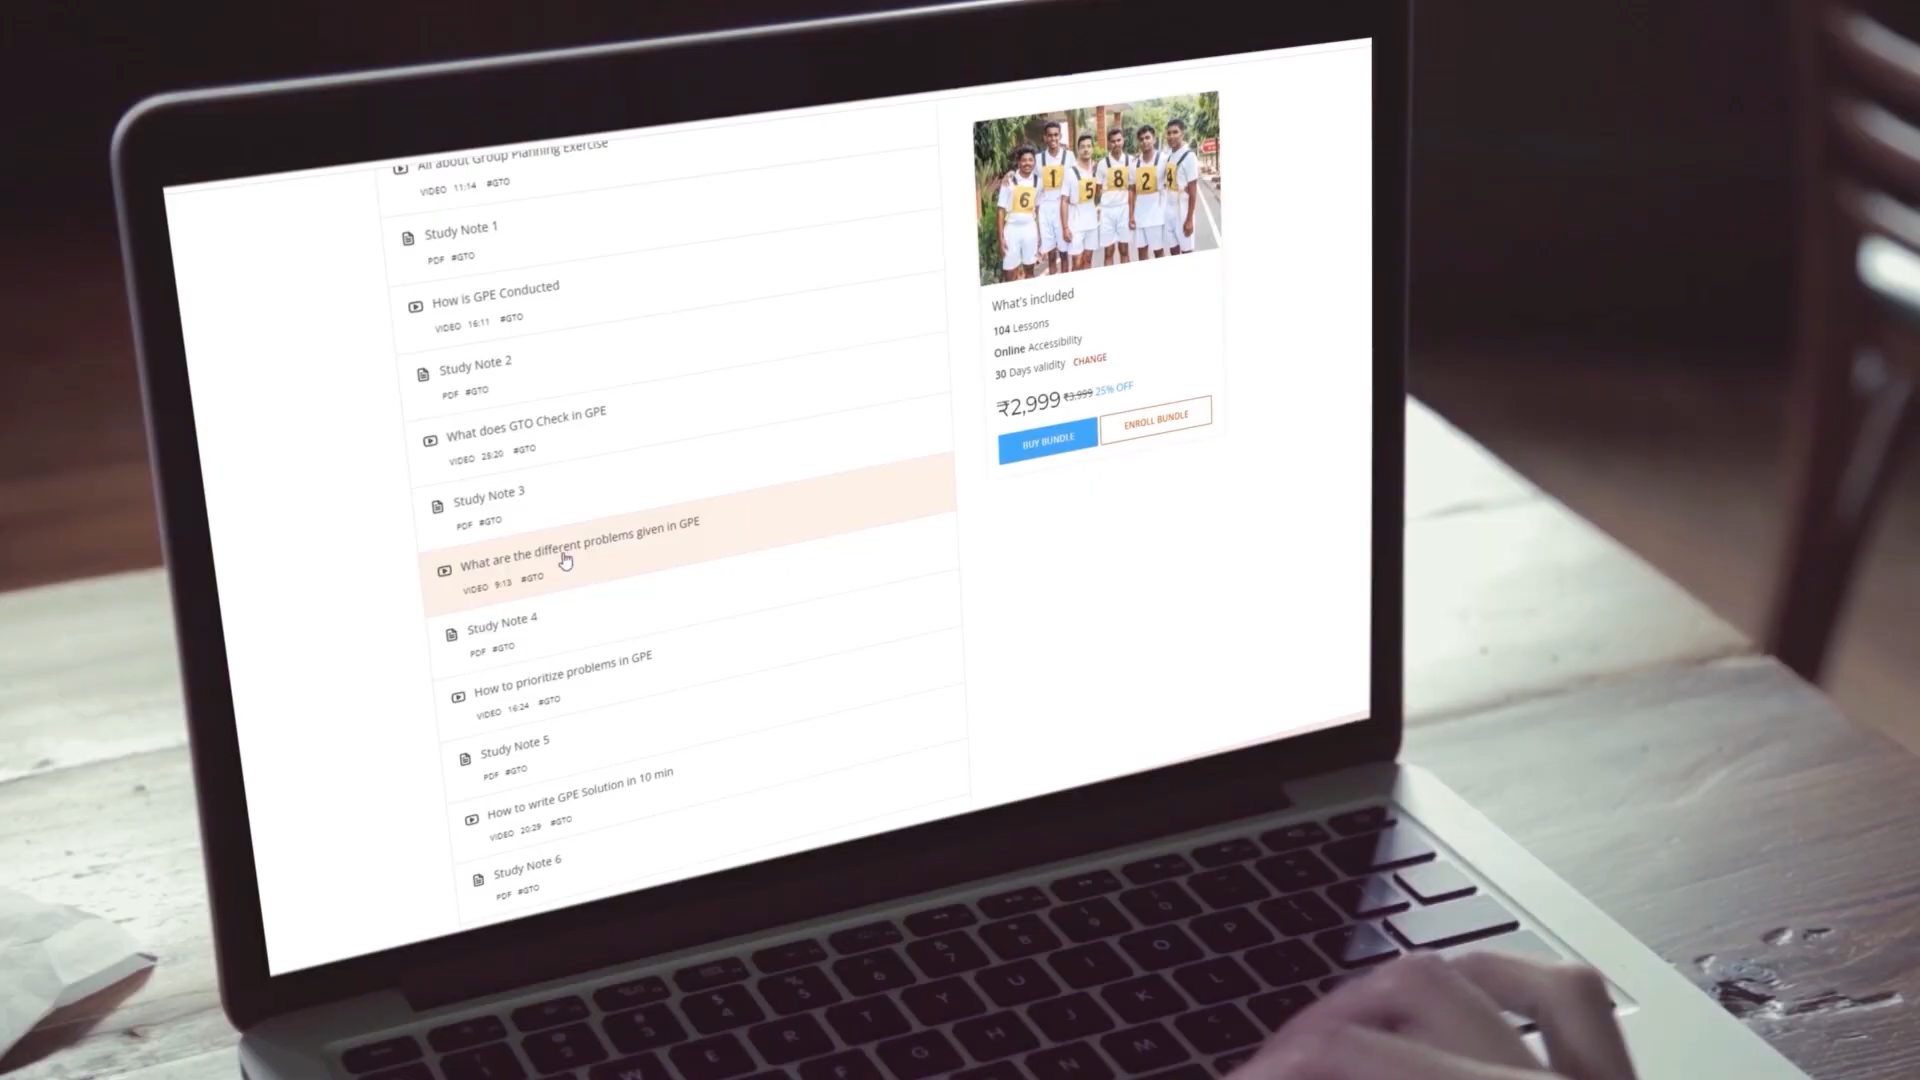 All about Group Planning Exercise
VIDEO 11:14 #GTO
Study Note 1
PDF #GTO
How is GPE Conducted
VIDEO 16:11 #GTO
Study Note 2
PDF #GTO
What does GTO Check in GPE
VIDEO 25:20 #GTO
Study Note 3
PDF #GTO
What are the different problems given in GPE
VIDEO 9:13 #GTO
Study Note 4
PDF #GTO
How to prioritize problems in GPE
VIDEO 16:24 #GTO
Study Note 5
PDF #GTO
How to write GPE Solution in 10 min
VIDEO 20:29 #GTO
Study Note 6
PDF #GTO
6 1 5 8 2 4
What's included
104 Lessons
Online Accessibility
30 Days validity CHANGE
₹2,999 ₹3,999 25% OFF
BUY BUNDLE ENROLL BUNDLE